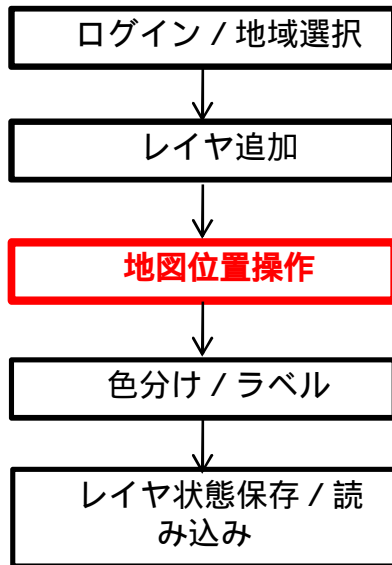 ログイン / 地域選択
レイヤ追加
地図位置操作
色分け / ラベル
レイヤ状態保存 / 読
み込み